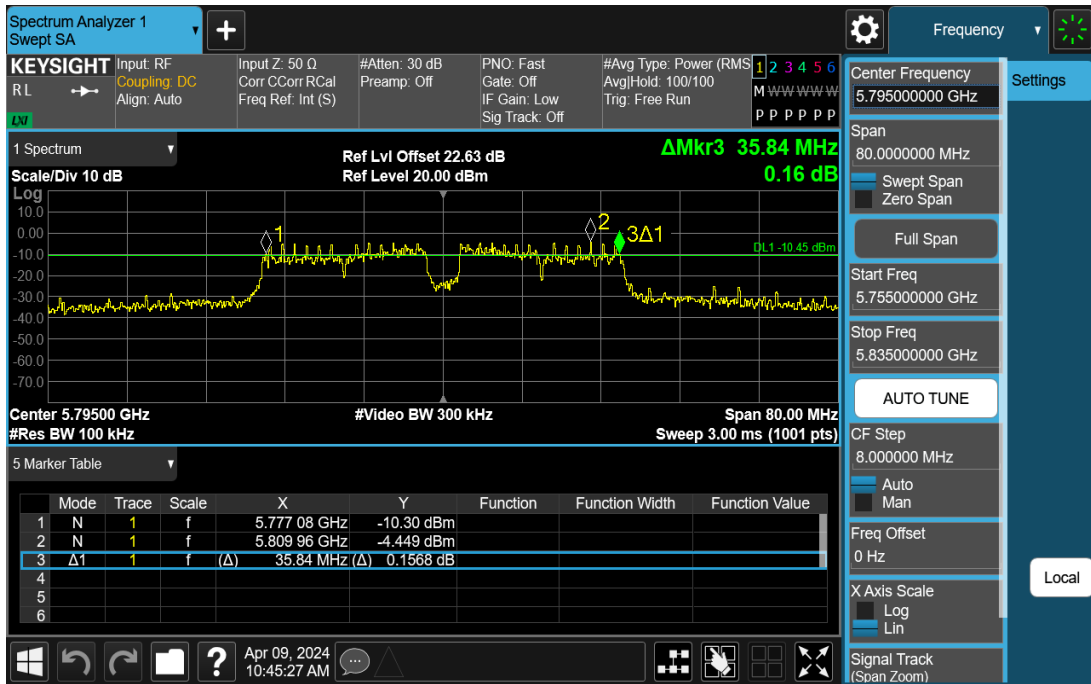 Spectrum Analyzer 1
Swept SA
+
Frequency
KEYSIGHT
RL
LXI
Input: RF
Coupling: DC
Align: Auto
Input Z: 50 Ω
Corr CCorr RCal
Freq Ref: Int (S)
#Atten: 30 dB
Preamp: Off
PNO: Fast
Gate: Off
IF Gain: Low
Sig Track: Off
#Avg Type: Power (RMS
Avg|Hold: 100/100
Trig: Free Run
1 2 3 4 5 6
M W W W W W
P P P P P P
1 Spectrum
Scale/Div 10 dB
Ref Lvl Offset 22.63 dB
Ref Level 20.00 dBm
ΔMkr3 35.84 MHz
0.16 dB
Log
10.0
0.00
-10.0
-20.0
-30.0
-40.0
-50.0
-60.0
-70.0
1
2
3Δ1
DL1 -10.45 dBm
Center 5.79500 GHz
#Video BW 300 kHz
Span 80.00 MHz
#Res BW 100 kHz
Sweep 3.00 ms (1001 pts)
5 Marker Table
Mode Trace Scale X Y Function Function Width Function Value
1 N 1 f 5.777 08 GHz -10.30 dBm
2 N 1 f 5.809 96 GHz -4.449 dBm
3 Δ1 1 f (Δ) 35.84 MHz (Δ) 0.1568 dB
4
5
6
?
Apr 09, 2024
10:45:27 AM
Center Frequency
5.795000000 GHz
Span
80.0000000 MHz
Swept Span
Zero Span
Full Span
Start Freq
5.755000000 GHz
Stop Freq
5.835000000 GHz
AUTO TUNE
CF Step
8.000000 MHz
Auto
Man
Freq Offset
0 Hz
X Axis Scale
Log
Lin
Signal Track
(Span Zoom)
Settings
Local